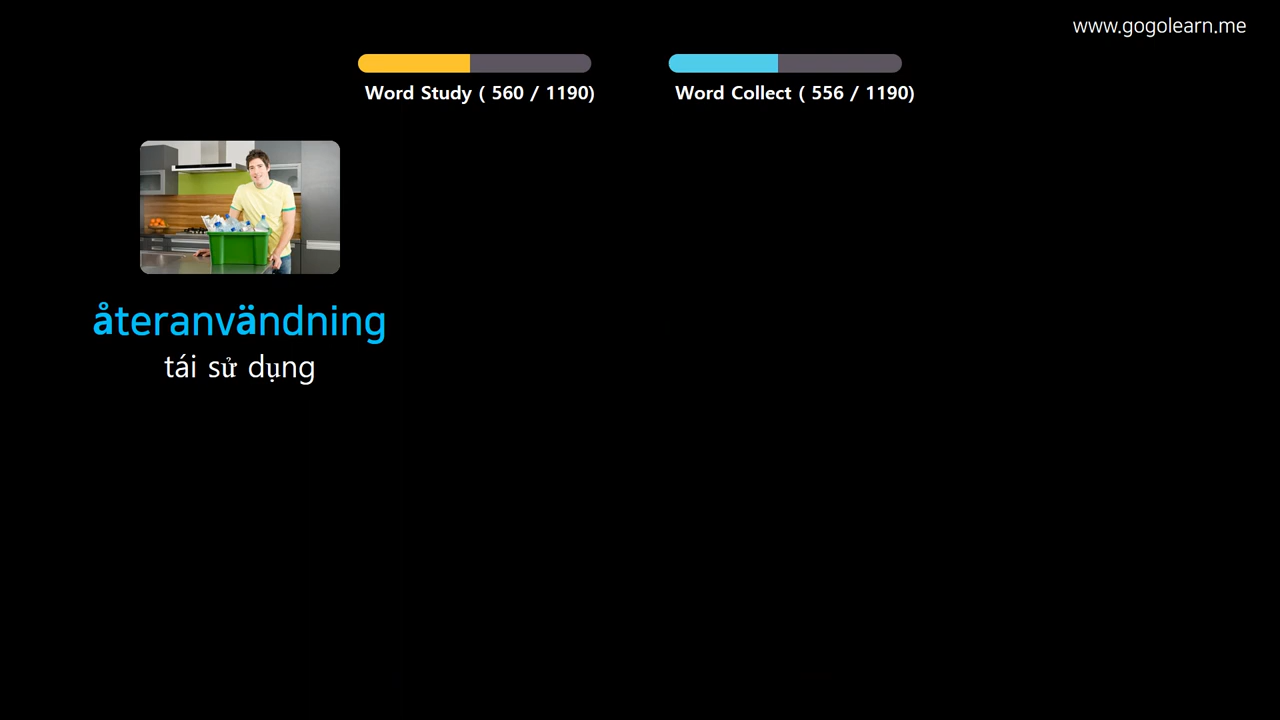 www.gogolearn.me
Word Study ( 560 / 1190)
Word Collect ( 556 / 1190)
återanvändning
tái sử dụng